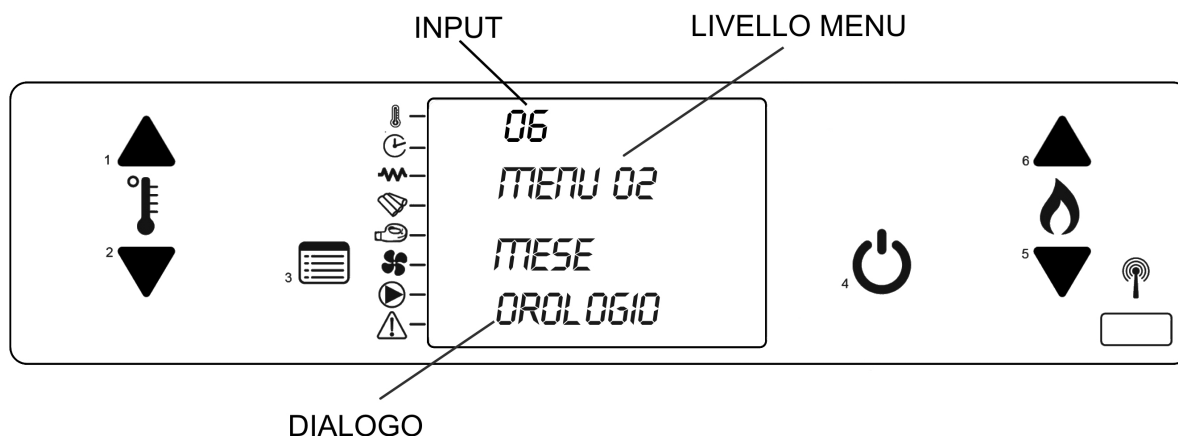 INPUT
LIVELLO MENU
06
MENU 02
MESE
OROLOGIO
1
2
3
4
6
5
DIALOGO